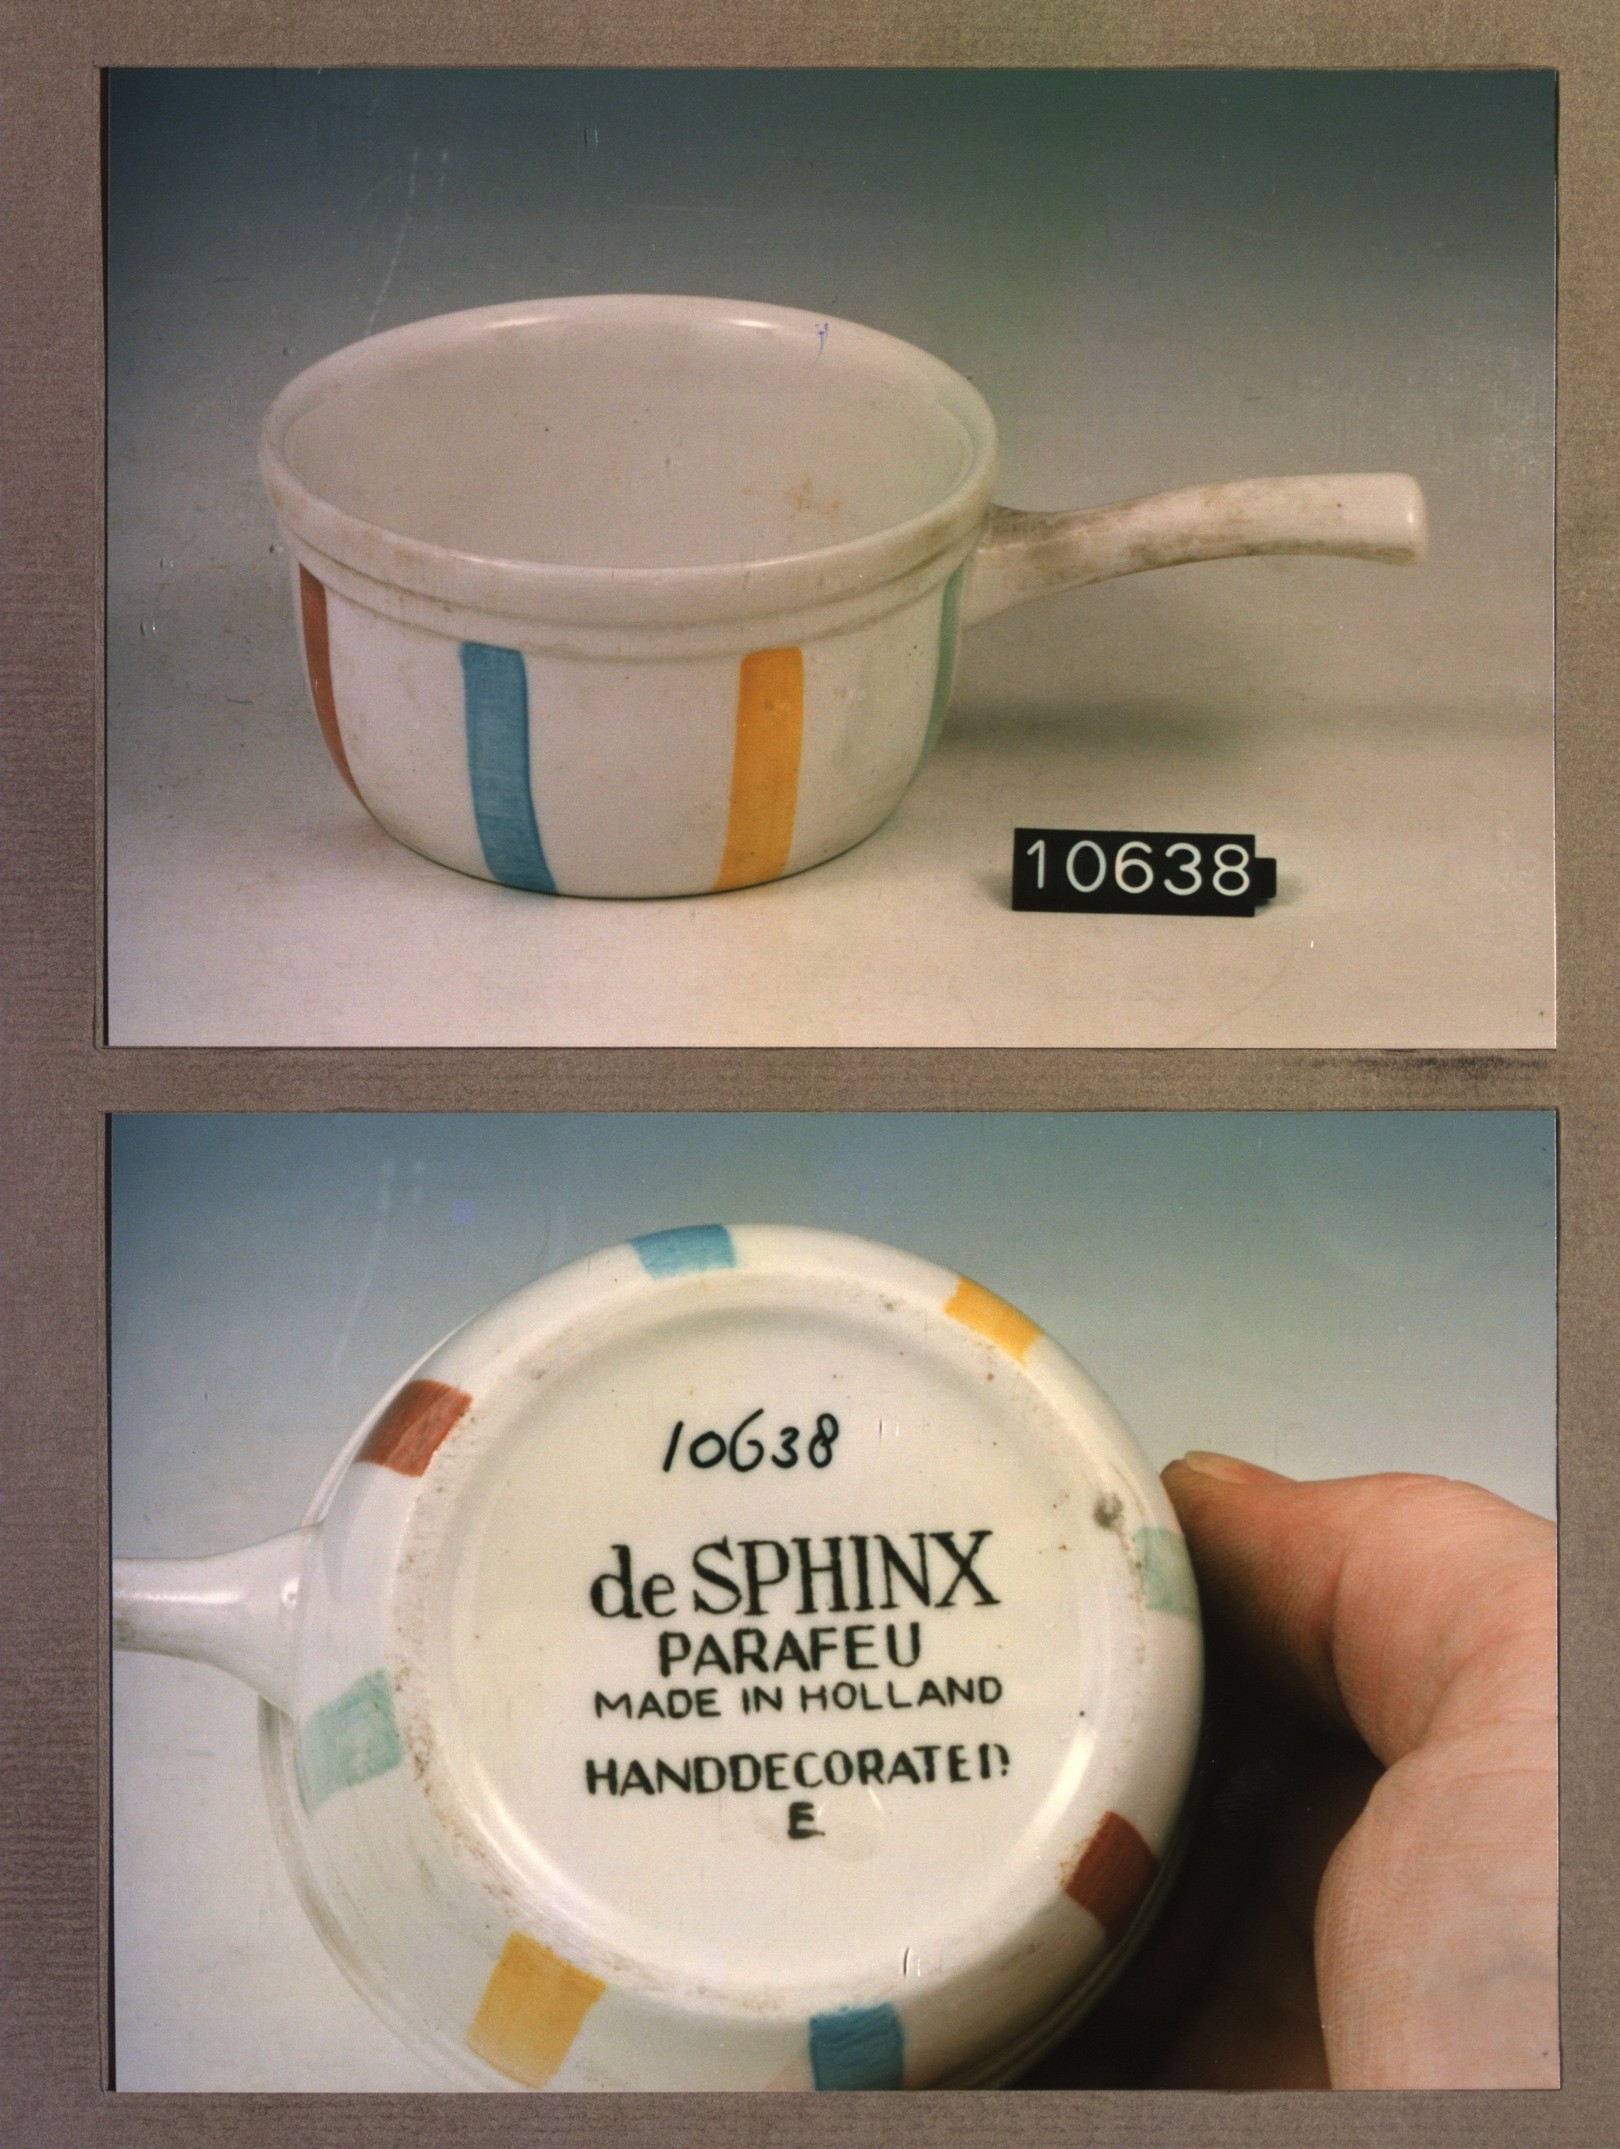 10638
10638
de SPHINX
PARAFEU
MADE IN HOLLAND
HANDDECORATED
E